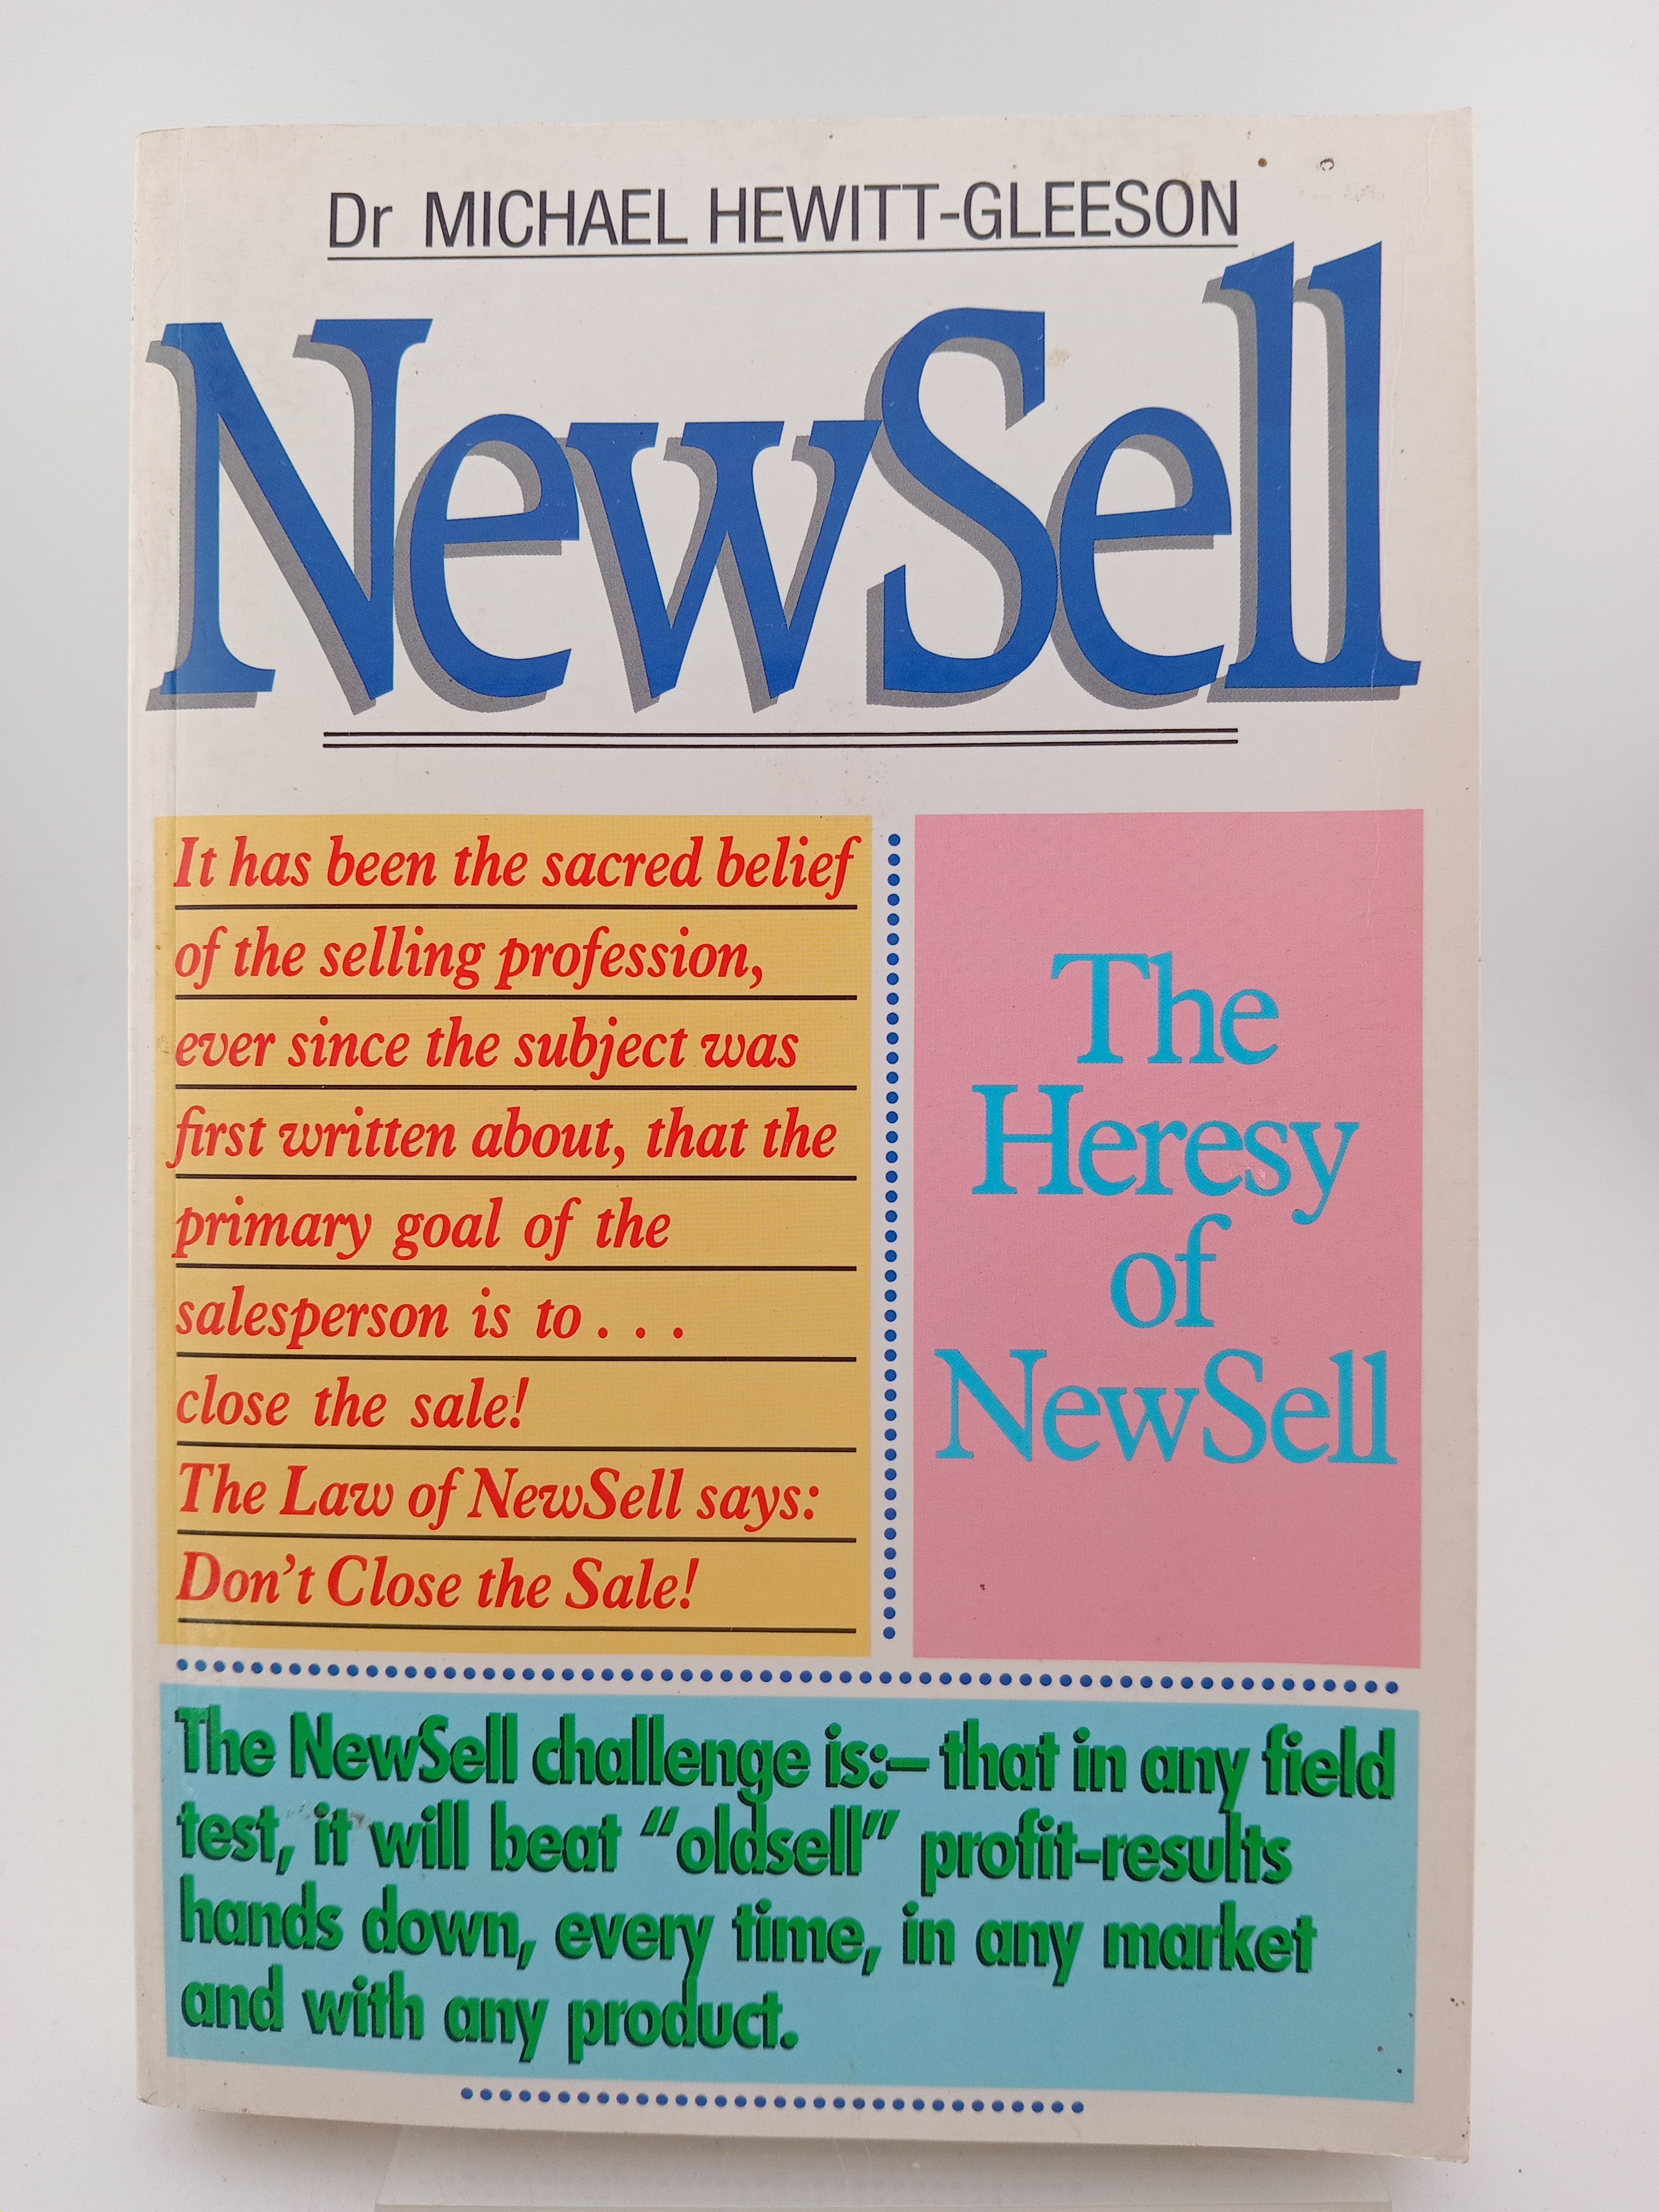 Dr MICHAEL HEWITT-GLEESON
NewSell
It has been the sacred belief
of the selling profession,
ever since the subject was
first written about, that the
primary goal of the
salesperson is to . . .
close the sale!
The Law of NewSell says:
Don't Close the Sale!
The
Heresy
of
NewSell
The NewSell challenge is:– that in any field
test, it will beat “oldsell” profit-results
hands down, every time, in any market
and with any product.